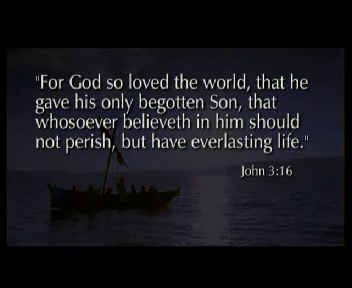 "For God so loved the world, that he
gave his only begotten Son, that
whosoever believeth in him should
not perish, but have everlasting life."
John 3:16